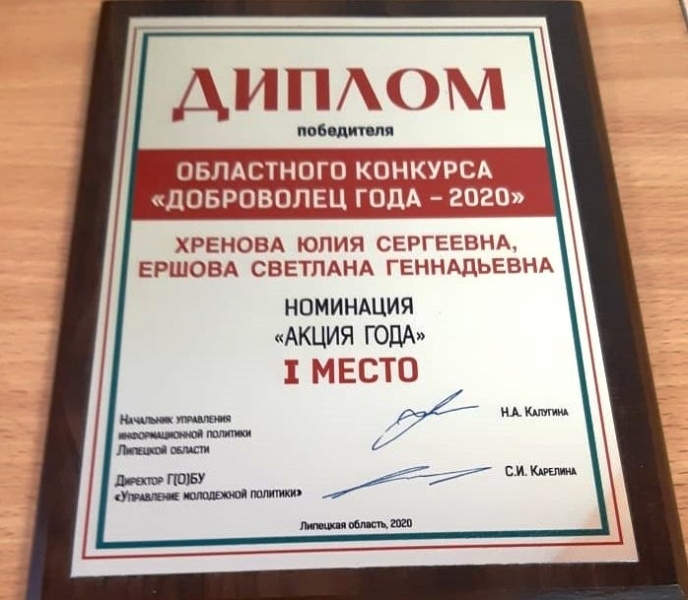 ДИПЛОМ
победителя
ОБЛАСТНОГО КОНКУРСА
«ДОБРОВОЛЕЦ ГОДА – 2020»
ХРЕНОВА ЮЛИЯ СЕРГЕЕВНА,
ЕРШОВА СВЕТЛАНА ГЕННАДЬЕВНА
НОМИНАЦИЯ
«АКЦИЯ ГОДА»
I МЕСТО
Начальник управления
информационной политики
Липецкой области
Н.А. Калугина
Директор Г(О)БУ
«Управление молодежной политики»
С.И. Карелина
Липецкая область, 2020